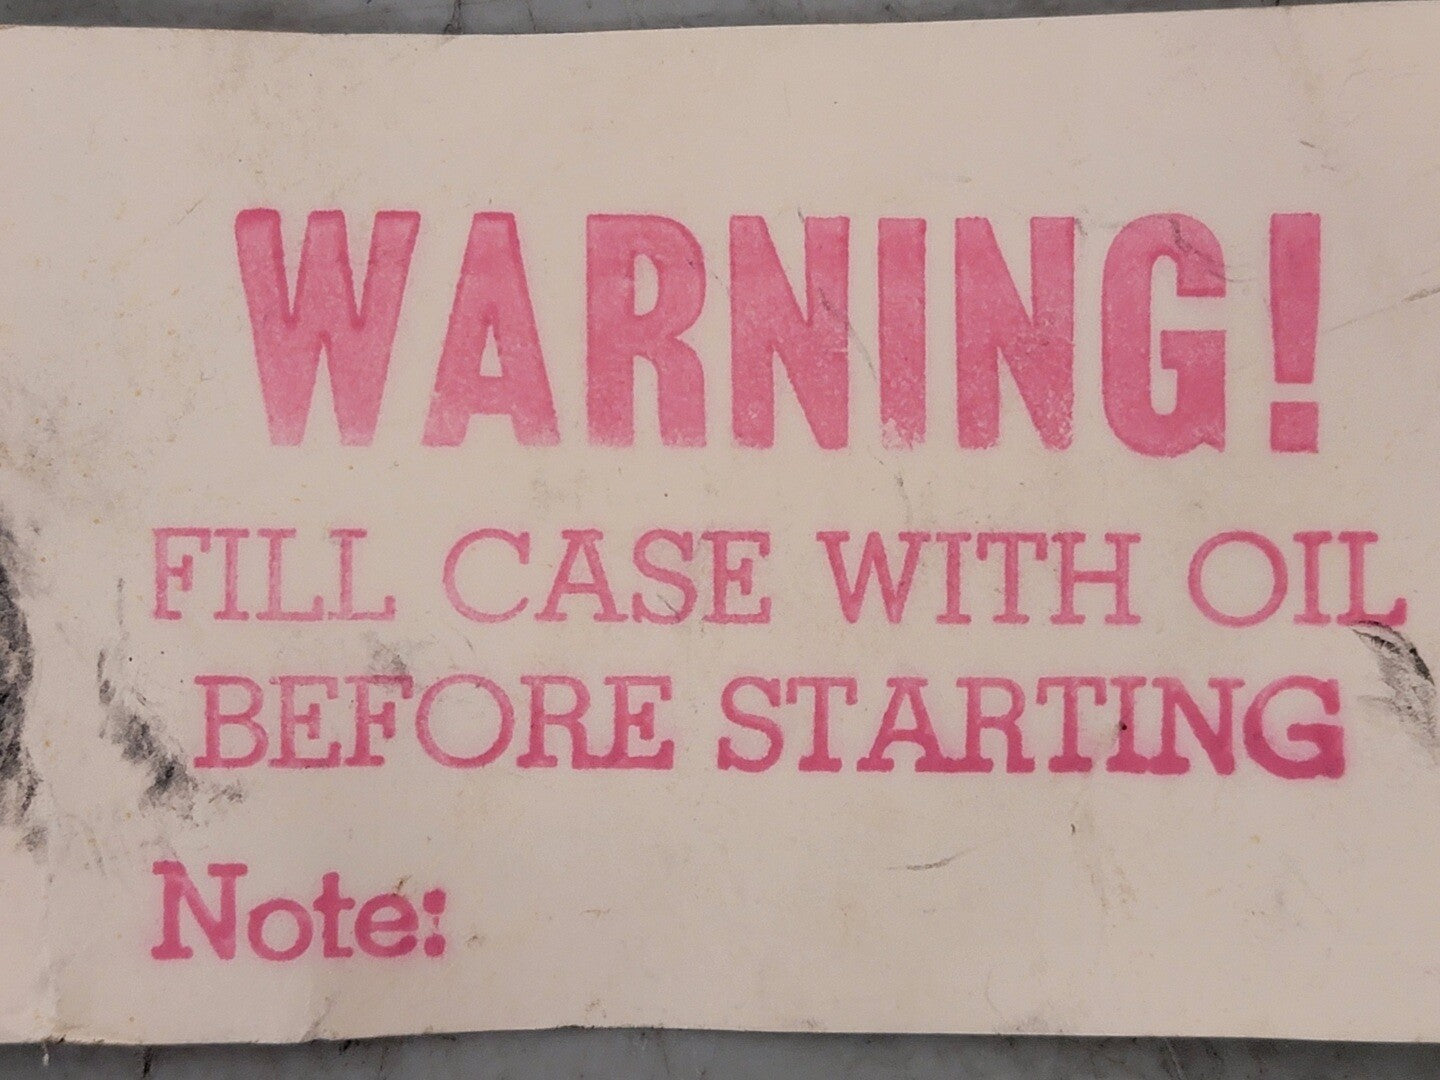 WARNING!
FILL CASE WITH OIL
BEFORE STARTING
Note: